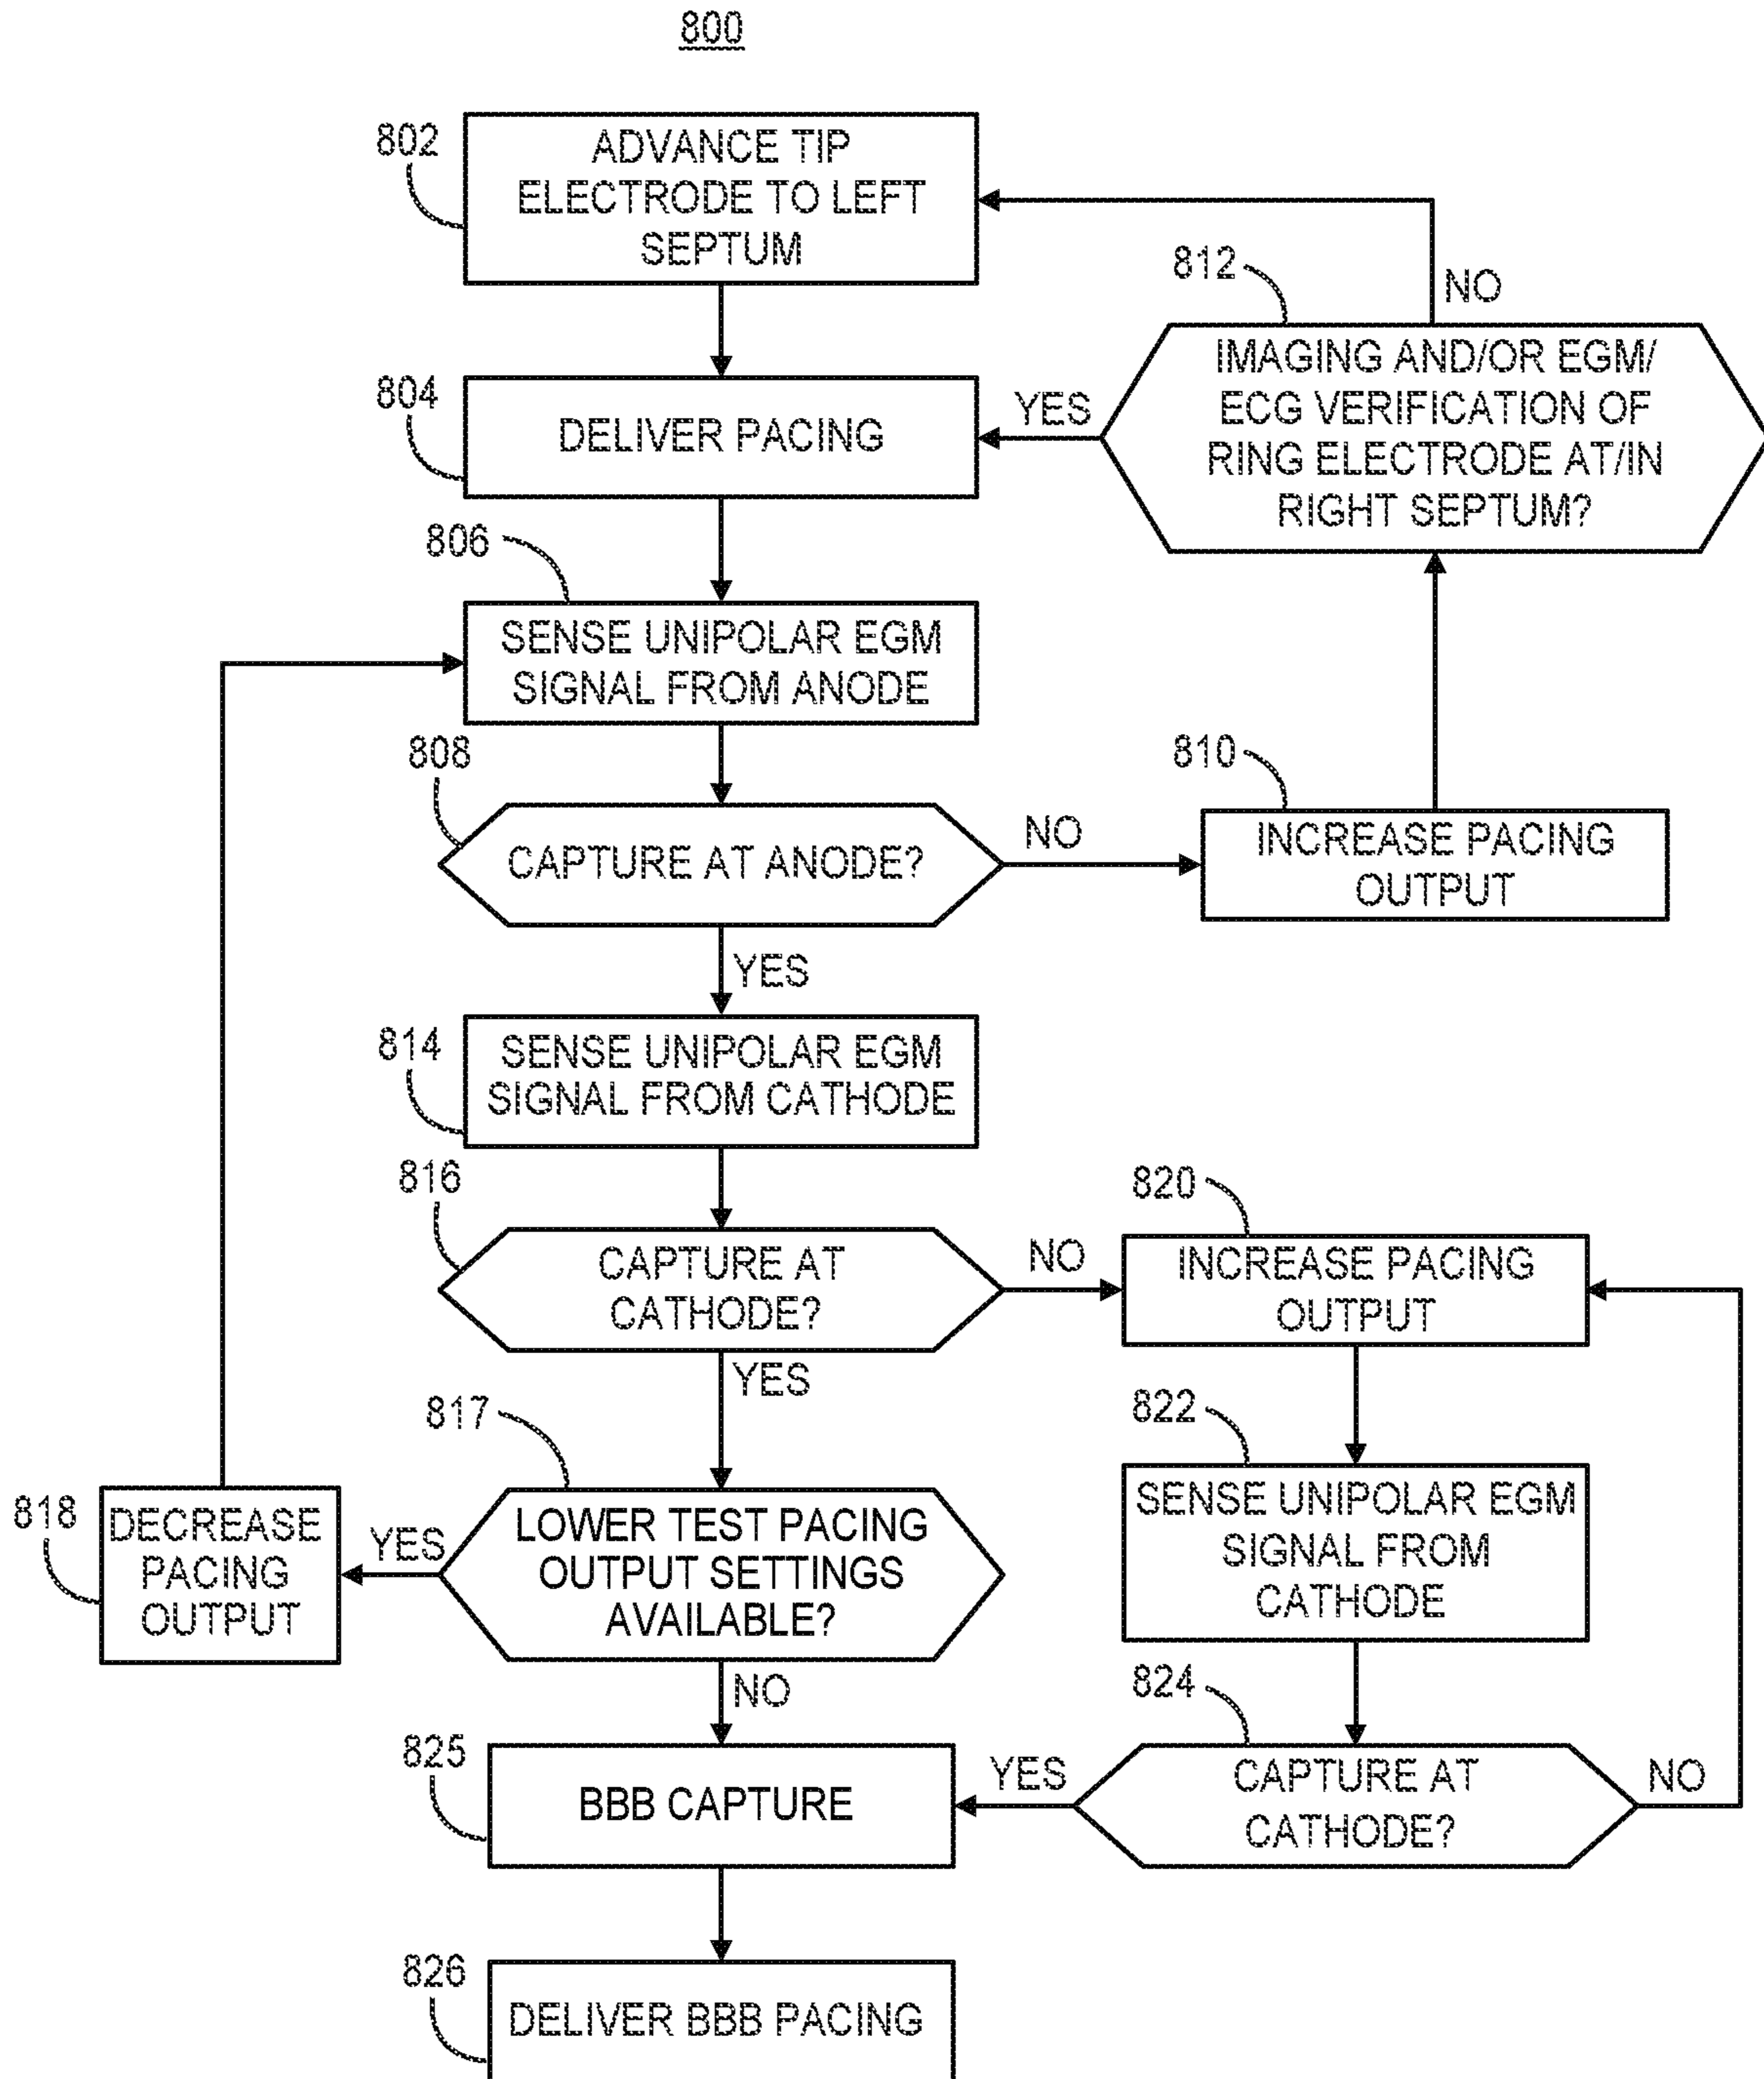 800
802
ADVANCE TIP
ELECTRODE TO LEFT
SEPTUM
804
DELIVER PACING
812
NO
IMAGING AND/OR EGM/
ECG VERIFICATION OF
RING ELECTRODE AT/IN
RIGHT SEPTUM?
YES
806
SENSE UNIPOLAR EGM
SIGNAL FROM ANODE
808
CAPTURE AT ANODE?
NO
810
INCREASE PACING
OUTPUT
YES
814
SENSE UNIPOLAR EGM
SIGNAL FROM CATHODE
816
CAPTURE AT
CATHODE?
NO
820
INCREASE PACING
OUTPUT
YES
817
LOWER TEST PACING
OUTPUT SETTINGS
AVAILABLE?
YES
818
DECREASE
PACING
OUTPUT
822
SENSE UNIPOLAR EGM
SIGNAL FROM
CATHODE
NO
824
CAPTURE AT
CATHODE?
NO
YES
825
BBB CAPTURE
826
DELIVER BBB PACING